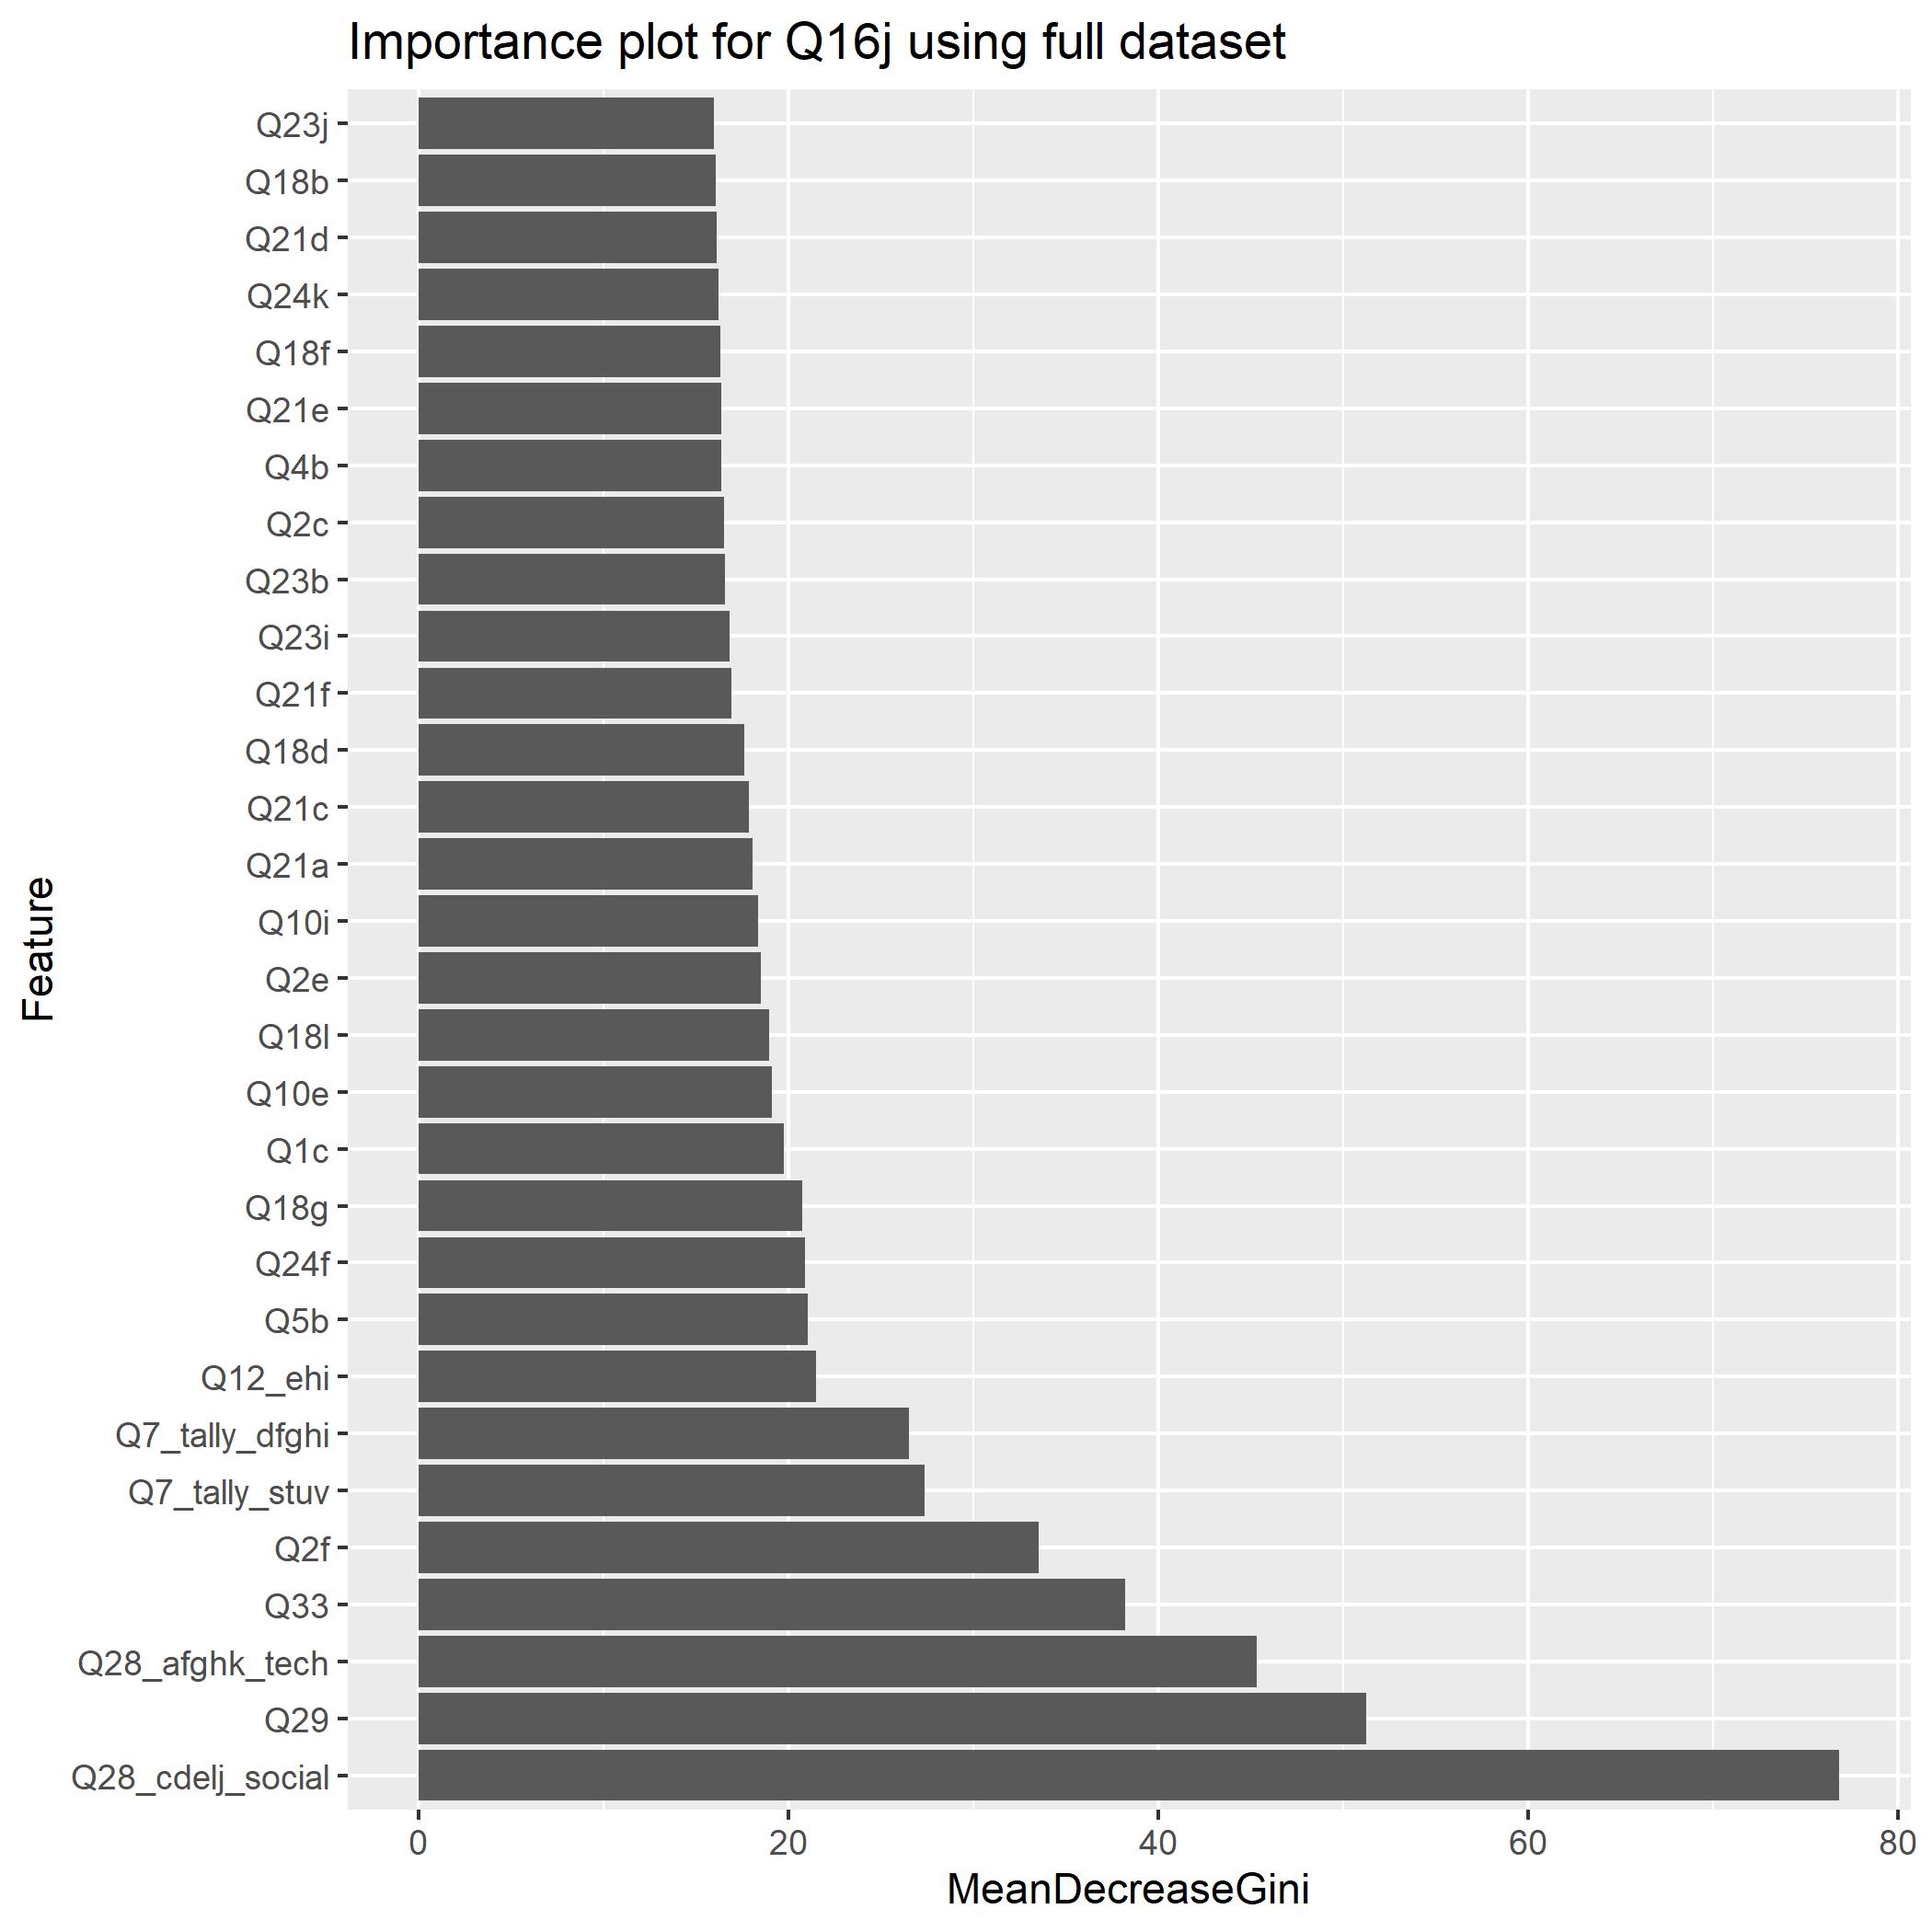 Importance plot for Q16j using full dataset
Q23j
Q18b
Q21d
Q24k
Q18f
Q21e
Q4b
Q2c
Q23b
Q23i
Q21f
Q18d
Q21c
Q21a
Q10i
Q2e
Q18l
Q10e
Q1c
Q18g
Q24f
Q5b
Q12_ehi
Q7_tally_dfghi
Q7_tally_stuv
Q2f
Q33
Q28_afghk_tech
Q29
Q28_cdelj_social
Feature
0 20 40 60 80
MeanDecreaseGini